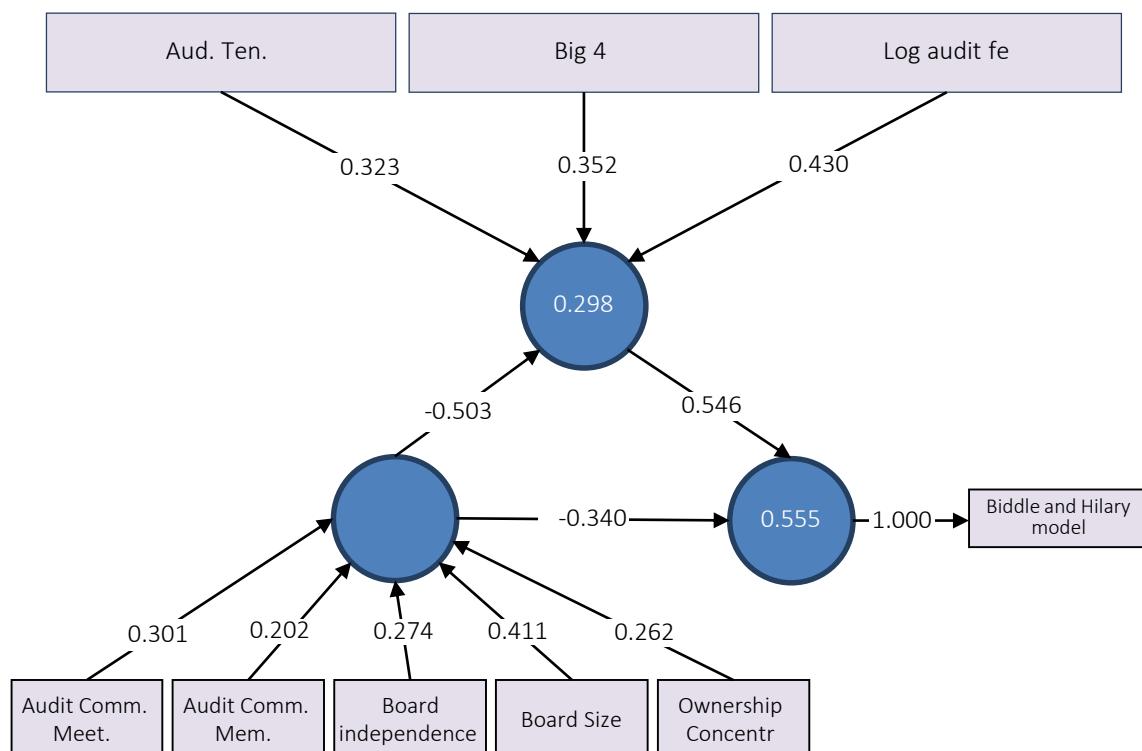 Aud. Ten.
Big 4
Log audit fe
0.323
0.352
0.430
0.298
-0.503
0.546
-0.340
0.555
1.000
Biddle and Hilary
model
0.301
0.202
0.274
0.411
0.262
Audit Comm.
Meet.
Audit Comm.
Mem.
Board
independence
Board Size
Ownership
Concentr